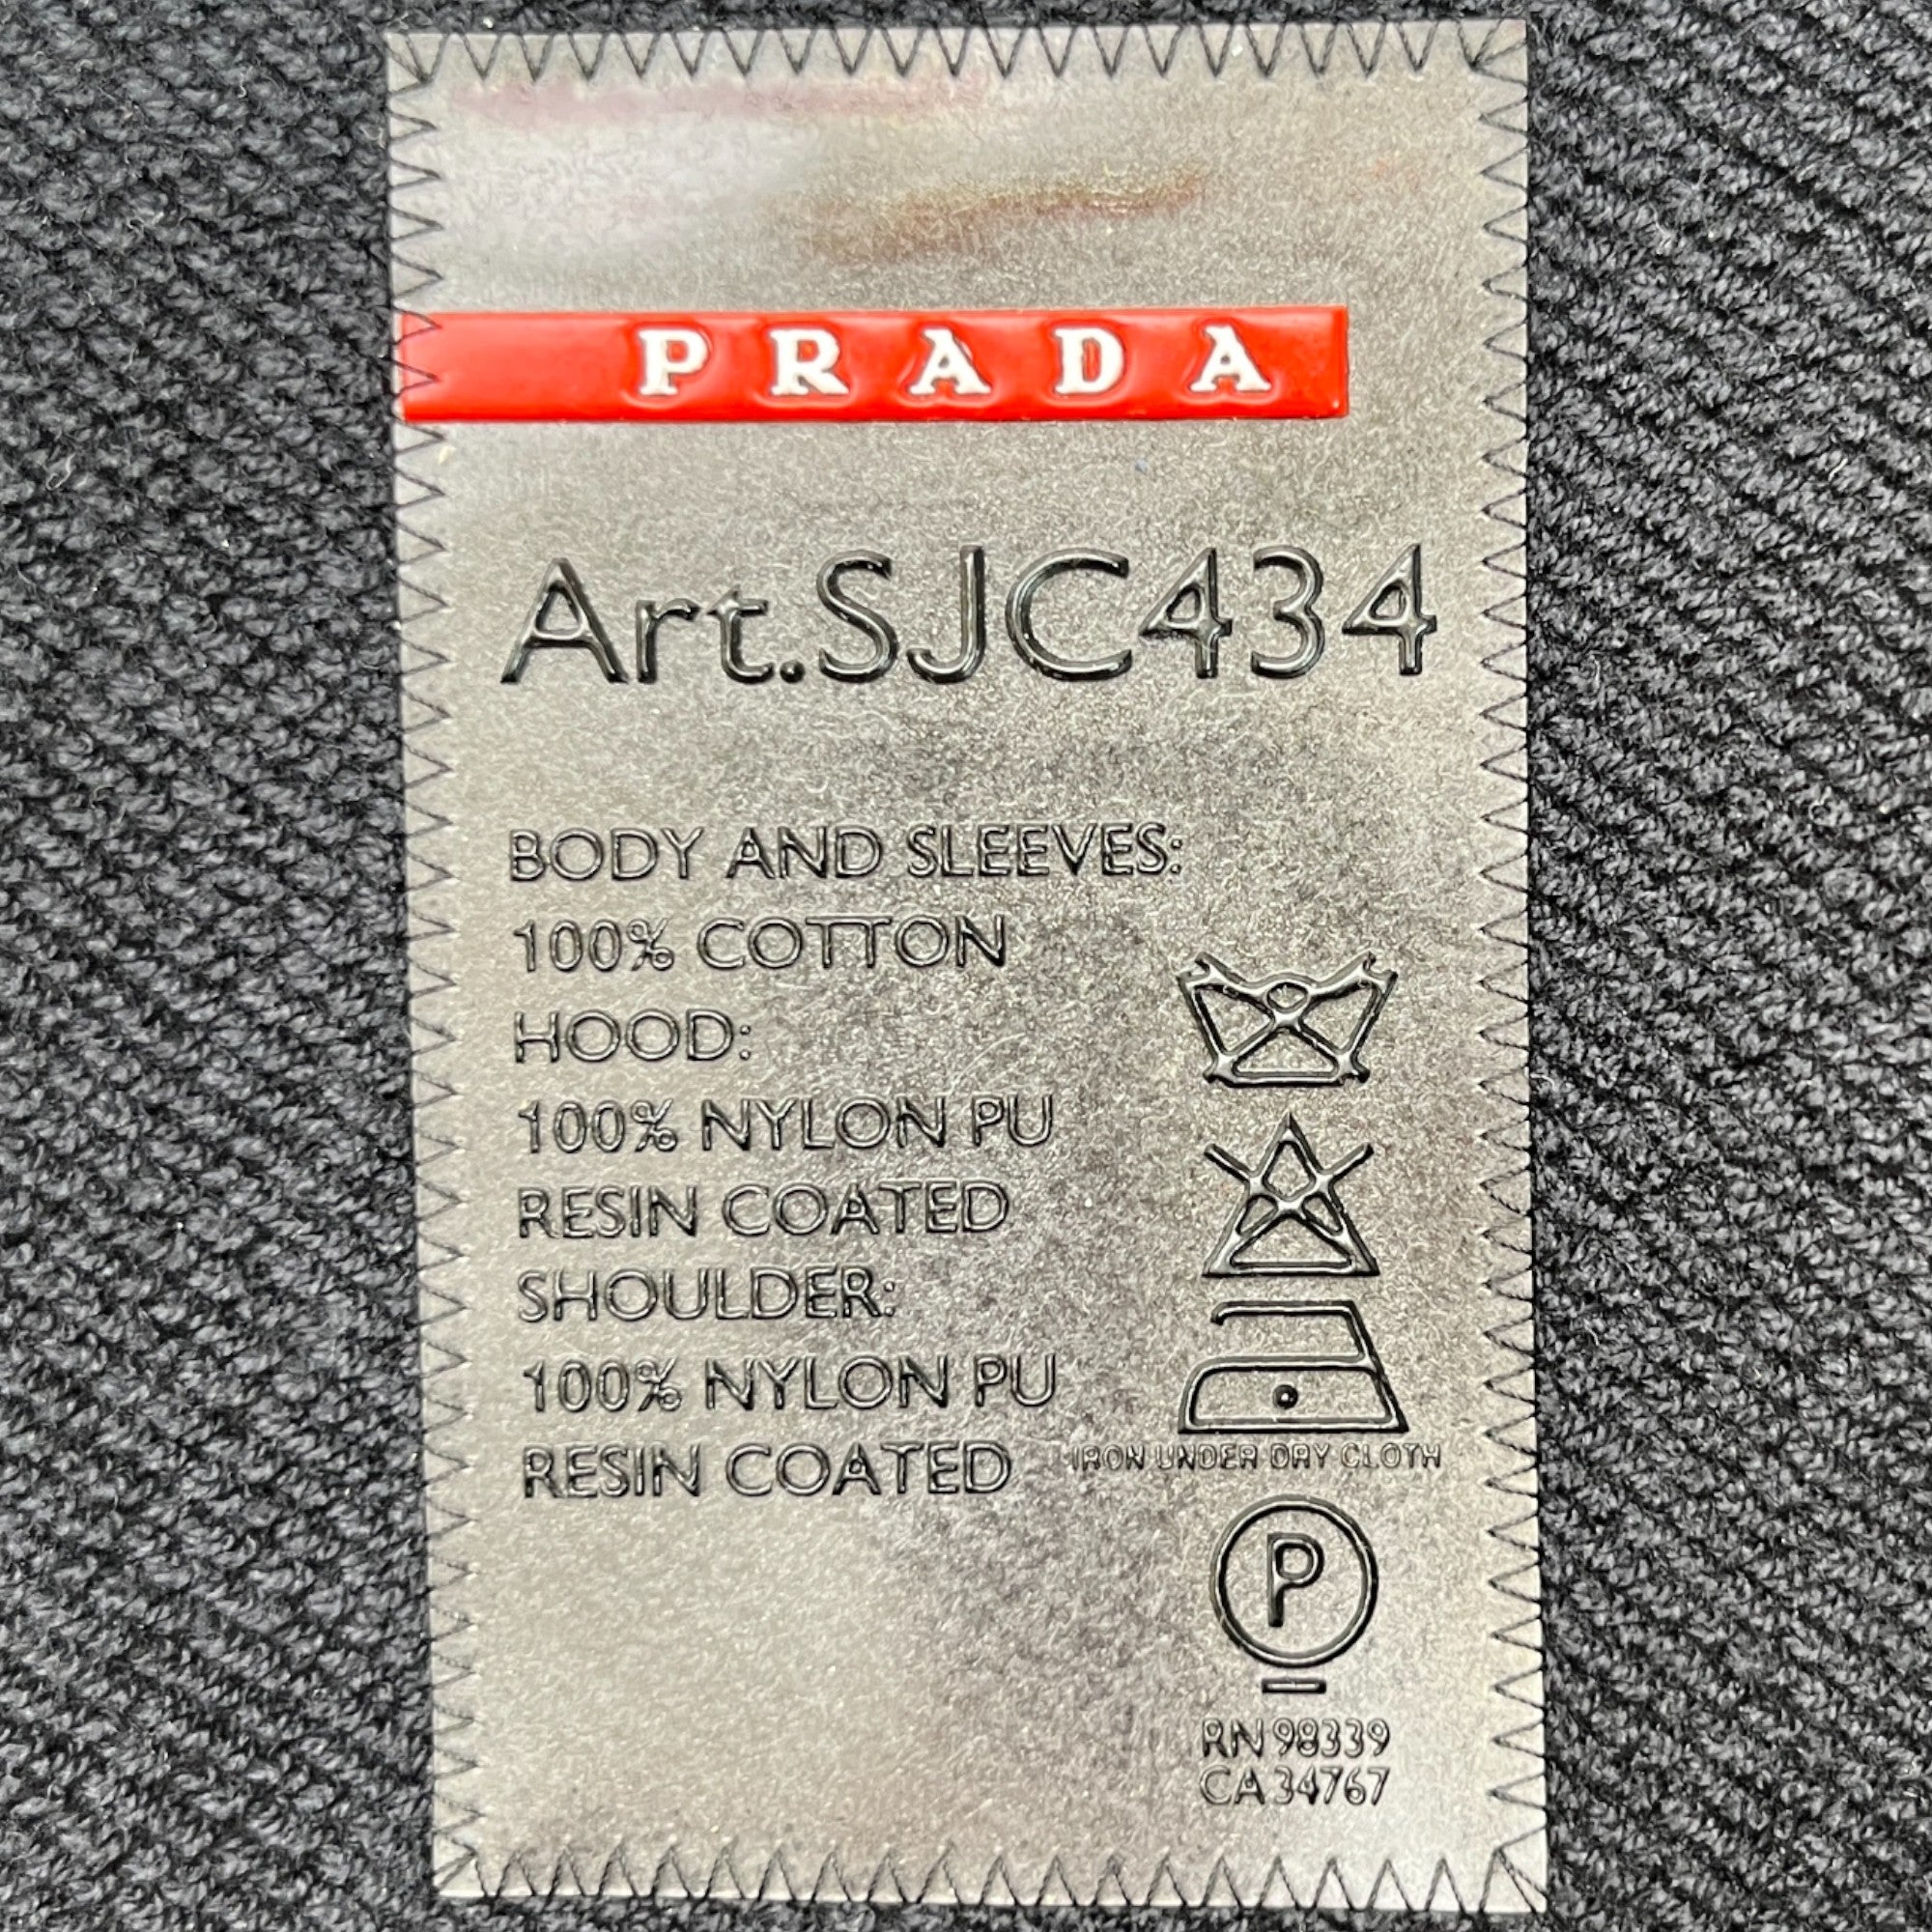 PRADA
Art.SJC434
BODY AND SLEEVES:
100% COTTON
HOOD:
100% NYLON PU
RESIN COATED
SHOULDER:
100% NYLON PU
RESIN COATED
IRON UNDER DRY CLOTH
P
RN 98339
CA 34767